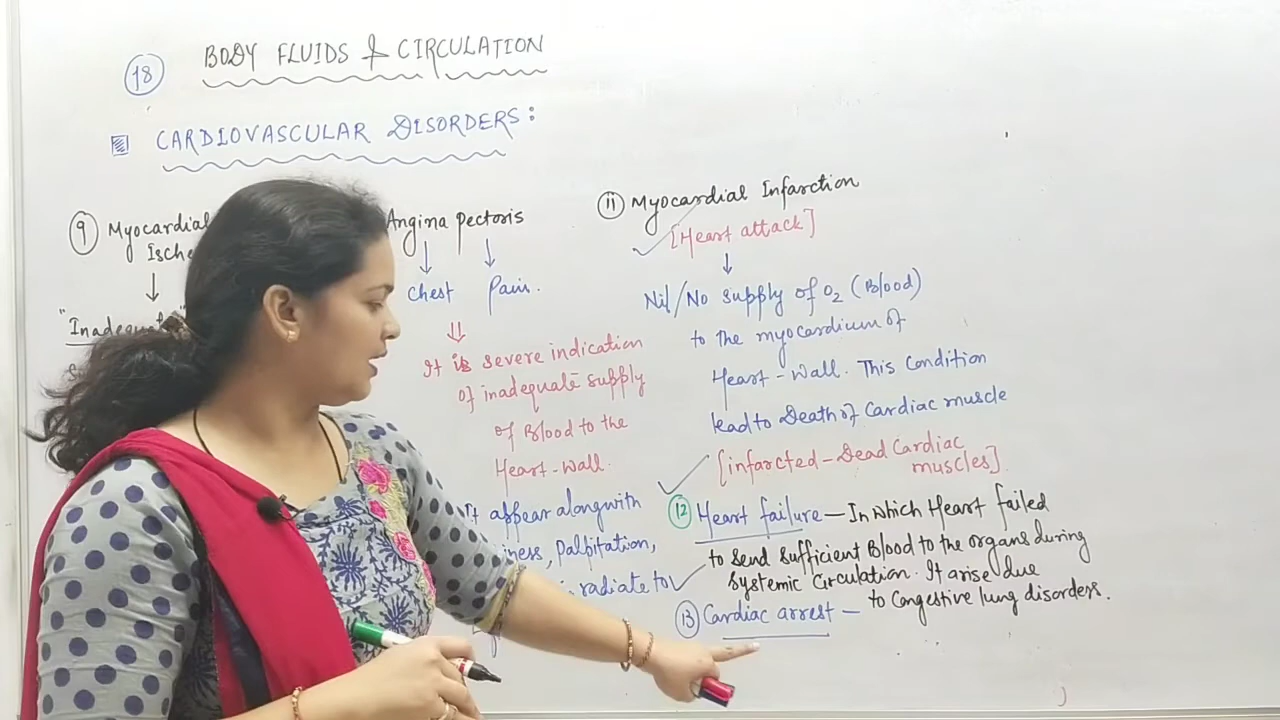 18
BODY FLUIDS & CIRCULATION
CARDIOVASCULAR DISORDERS:
9 Myocardial
Angina pectoris
Chest Pain.
It is severe indication
of inadequate supply
of Blood to the
Heart-wall.
appear alongwith
Palpitation,
radiate to
11 Myocardial Infarction
[Heart attack]
Nil/No supply of O2 (Blood)
to the myocardium of
Heart-wall. This Condition
lead to Death of Cardiac muscle
[infarcted-Dead Cardiac
muscles].
12 Heart failure — In which Heart failed
to send sufficient Blood to the organs during
systemic Circulation. It arise due
to Congestive lung disorders.
13 Cardiac arrest —